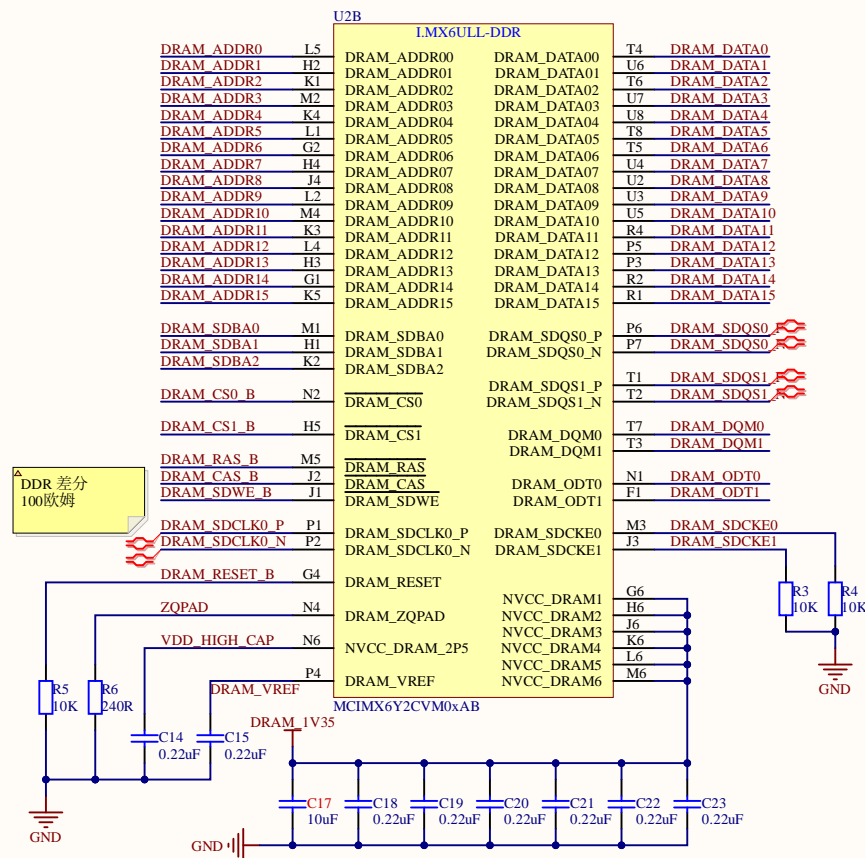 U2B
I.MX6ULL-DDR
DRAM_ADDR0 L5 DRAM_ADDR00 DRAM_DATA00 T4 DRAM_DATA0
DRAM_ADDR1 H2 DRAM_ADDR01 DRAM_DATA01 U6 DRAM_DATA1
DRAM_ADDR2 K1 DRAM_ADDR02 DRAM_DATA02 T6 DRAM_DATA2
DRAM_ADDR3 M2 DRAM_ADDR03 DRAM_DATA03 U7 DRAM_DATA3
DRAM_ADDR4 K4 DRAM_ADDR04 DRAM_DATA04 U8 DRAM_DATA4
DRAM_ADDR5 L1 DRAM_ADDR05 DRAM_DATA05 T8 DRAM_DATA5
DRAM_ADDR6 G2 DRAM_ADDR06 DRAM_DATA06 T5 DRAM_DATA6
DRAM_ADDR7 H4 DRAM_ADDR07 DRAM_DATA07 U4 DRAM_DATA7
DRAM_ADDR8 J4 DRAM_ADDR08 DRAM_DATA08 U2 DRAM_DATA8
DRAM_ADDR9 L2 DRAM_ADDR09 DRAM_DATA09 U3 DRAM_DATA9
DRAM_ADDR10 M4 DRAM_ADDR10 DRAM_DATA10 U5 DRAM_DATA10
DRAM_ADDR11 K3 DRAM_ADDR11 DRAM_DATA11 R4 DRAM_DATA11
DRAM_ADDR12 L4 DRAM_ADDR12 DRAM_DATA12 P5 DRAM_DATA12
DRAM_ADDR13 H3 DRAM_ADDR13 DRAM_DATA13 P3 DRAM_DATA13
DRAM_ADDR14 G1 DRAM_ADDR14 DRAM_DATA14 R2 DRAM_DATA14
DRAM_ADDR15 K5 DRAM_ADDR15 DRAM_DATA15 R1 DRAM_DATA15
DRAM_SDBA0 M1 DRAM_SDBA0 DRAM_SDQS0_P P6 DRAM_SDQS0_
DRAM_SDBA1 H1 DRAM_SDBA1 DRAM_SDQS0_N P7 DRAM_SDQS0_
DRAM_SDBA2 K2 DRAM_SDBA2
DRAM_SDQS1_P T1 DRAM_SDQS1_
DRAM_CS0_B N2 DRAM_CS0 DRAM_SDQS1_N T2 DRAM_SDQS1_
DRAM_CS1_B H5 DRAM_CS1 DRAM_DQM0 T7 DRAM_DQM0
DRAM_DQM1 T3 DRAM_DQM1
DRAM_RAS_B M5 DRAM_RAS
DRAM_CAS_B J2 DRAM_CAS DRAM_ODT0 N1 DRAM_ODT0
DRAM_SDWE_B J1 DRAM_SDWE DRAM_ODT1 F1 DRAM_ODT1
DDR 差分
100欧姆
DRAM_SDCLK0_P P1 DRAM_SDCLK0_P DRAM_SDCKE0 M3 DRAM_SDCKE0
DRAM_SDCLK0_N P2 DRAM_SDCLK0_N DRAM_SDCKE1 J3 DRAM_SDCKE1
DRAM_RESET_B G4 DRAM_RESET
R3 R4
10K 10K
NVCC_DRAM1 G6
ZQPAD N4 DRAM_ZQPAD NVCC_DRAM2 H6
NVCC_DRAM3 J6
VDD_HIGH_CAP N6 NVCC_DRAM_2P5 NVCC_DRAM4 K6
NVCC_DRAM5 L6
P4 DRAM_VREF NVCC_DRAM6 M6
GND
R5 R6 DRAM_VREF
10K 240R
MCIMX6Y2CVM0xAB
DRAM_1V35
C14 C15
0.22uF 0.22uF
C17 C18 C19 C20 C21 C22 C23
10uF 0.22uF 0.22uF 0.22uF 0.22uF 0.22uF 0.22uF
GND
GND